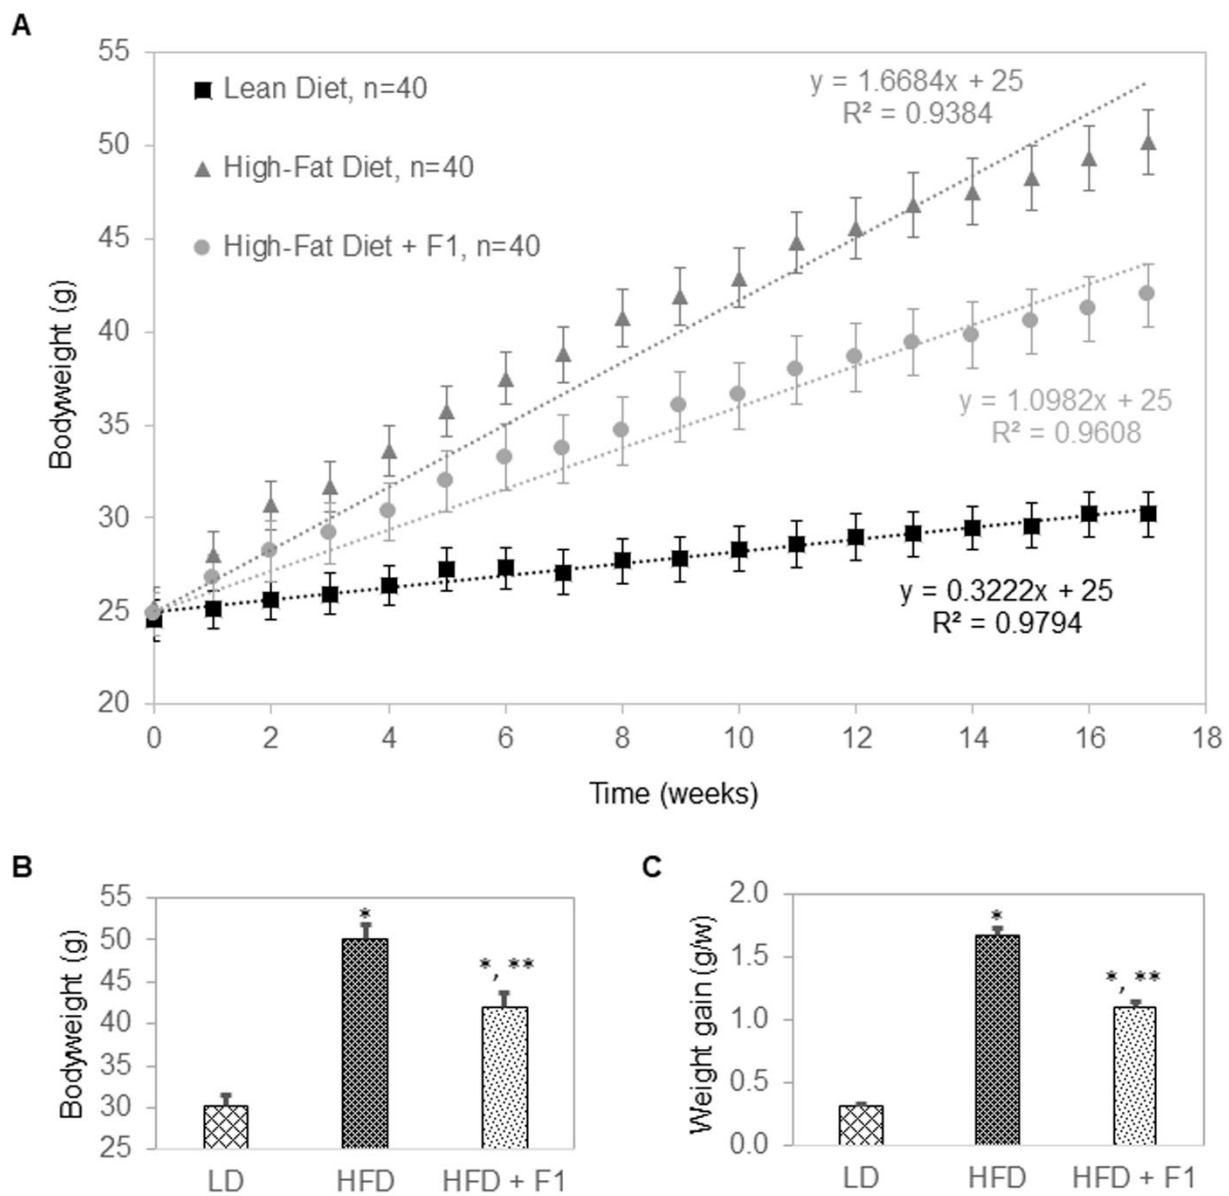 A
55
50
45
40
35
30
25
20
Bodyweight (g)
Lean Diet, n=40
High-Fat Diet, n=40
High-Fat Diet + F1, n=40
y = 1.6684x + 25
R² = 0.9384
y = 1.0982x + 25
R² = 0.9608
y = 0.3222x + 25
R² = 0.9794
0 2 4 6 8 10 12 14 16 18
Time (weeks)
B
55
50
45
40
35
30
25
Bodyweight (g)
*
*, **
LD HFD HFD + F1
C
2.0
1.5
1.0
0.5
0.0
Weight gain (g/w)
*
*, **
LD HFD HFD + F1